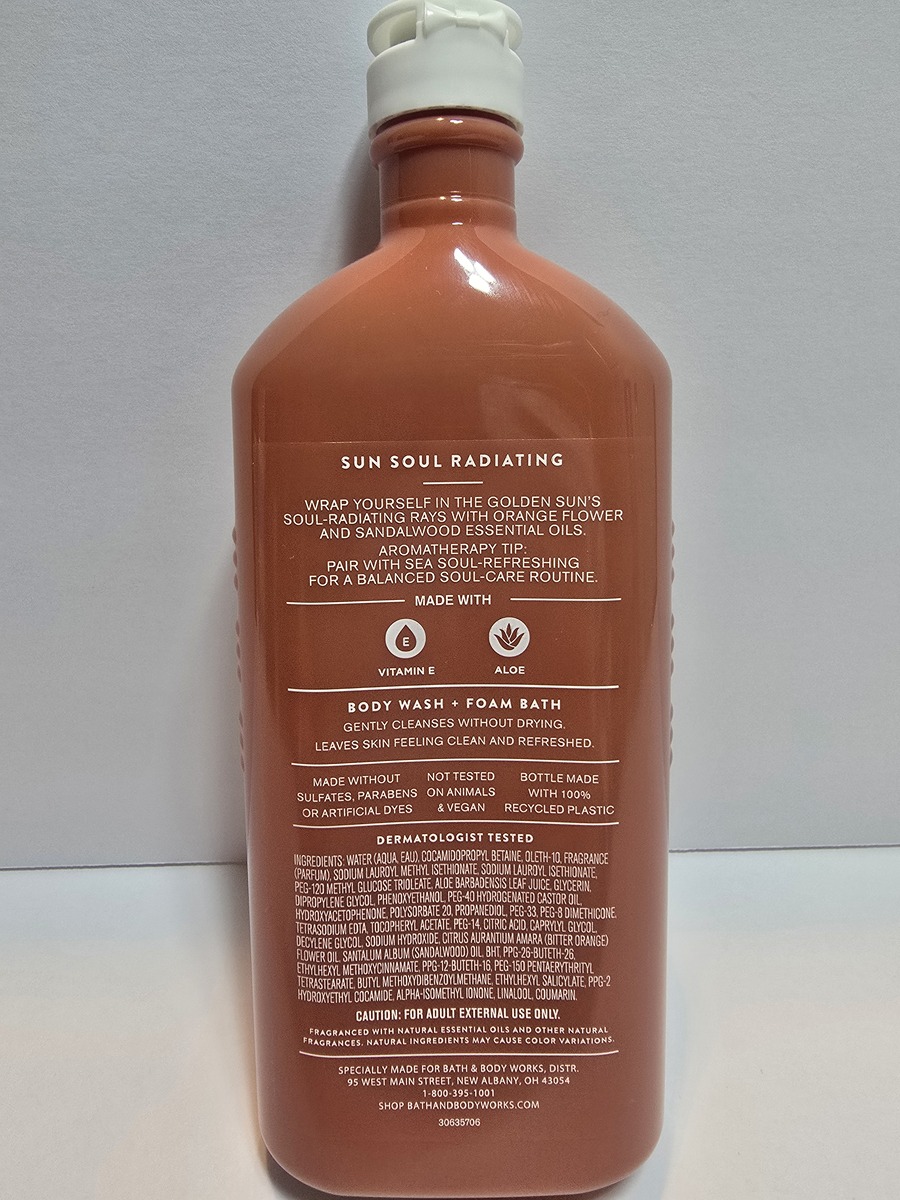 SUN SOUL RADIATING
WRAP YOURSELF IN THE GOLDEN SUN'S
SOUL-RADIATING RAYS WITH ORANGE FLOWER
AND SANDALWOOD ESSENTIAL OILS.
AROMATHERAPY TIP:
PAIR WITH SEA SOUL-REFRESHING
FOR A BALANCED SOUL-CARE ROUTINE.
MADE WITH
E
VITAMIN E ALOE
BODY WASH + FOAM BATH
GENTLY CLEANSES WITHOUT DRYING.
LEAVES SKIN FEELING CLEAN AND REFRESHED.
MADE WITHOUT
SULFATES, PARABENS
OR ARTIFICIAL DYES
NOT TESTED
ON ANIMALS
& VEGAN
BOTTLE MADE
WITH 100%
RECYCLED PLASTIC
DERMATOLOGIST TESTED
INGREDIENTS: WATER (AQUA, EAU), COCAMIDOPROPYL BETAINE, OLETH-10, FRAGRANCE
(PARFUM), SODIUM LAUROYL METHYL ISETHIONATE, SODIUM LAUROYL ISETHIONATE,
PEG-120 METHYL GLUCOSE TRIOLEATE, ALOE BARBADENSIS LEAF JUICE, GLYCERIN,
DIPROPYLENE GLYCOL, PHENOXYETHANOL, PEG-40 HYDROGENATED CASTOR OIL,
HYDROXYACETOPHENONE, POLYSORBATE 20, PROPANEDIOL, PEG-33, PEG-8 DIMETHICONE,
TETRASODIUM EDTA, TOCOPHERYL ACETATE, PEG-14, CITRIC ACID, CAPRYLYL GLYCOL,
DECYLENE GLYCOL, SODIUM HYDROXIDE, CITRUS AURANTIUM AMARA (BITTER ORANGE)
FLOWER OIL, SANTALUM ALBUM (SANDALWOOD) OIL, BHT, PPG-26-BUTETH-26,
ETHYLHEXYL METHOXYCINNAMATE, PPG-12-BUTETH-16, PEG-150 PENTAERYTHRITYL
TETRASTEARATE, BUTYL METHOXYDIBENZOYLMETHANE, ETHYLHEXYL SALICYLATE, PPG-2
HYDROXYETHYL COCAMIDE, ALPHA-ISOMETHYL IONONE, LINALOOL, COUMARIN.
CAUTION: FOR ADULT EXTERNAL USE ONLY.
FRAGRANCED WITH NATURAL ESSENTIAL OILS AND OTHER NATURAL
FRAGRANCES. NATURAL INGREDIENTS MAY CAUSE COLOR VARIATIONS.
SPECIALLY MADE FOR BATH & BODY WORKS, DISTR.
95 WEST MAIN STREET, NEW ALBANY, OH 43054
1-800-395-1001
SHOP BATHANDBODYWORKS.COM
30635706